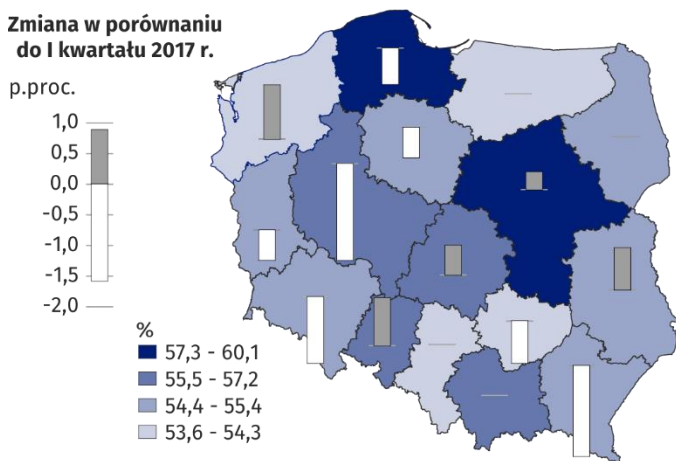 Zmiana w porównaniu
do I kwartału 2017 r.
p.proc.
1,0
0,5
0,0
-0,5
-1,0
-1,5
-2,0
%
57,3 - 60,1
55,5 - 57,2
54,4 - 55,4
53,6 - 54,3